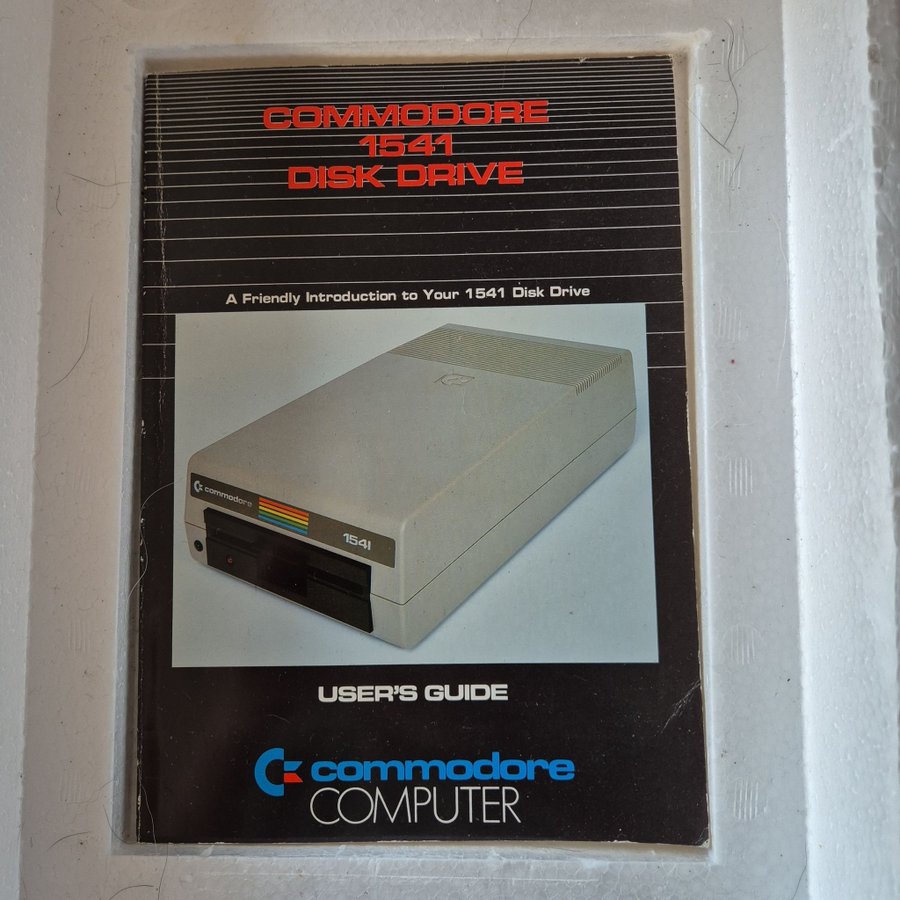 COMMODORE
1541
DISK DRIVE
A Friendly Introduction to Your 1541 Disk Drive
commodore
1541
USER'S GUIDE
commodore
COMPUTER